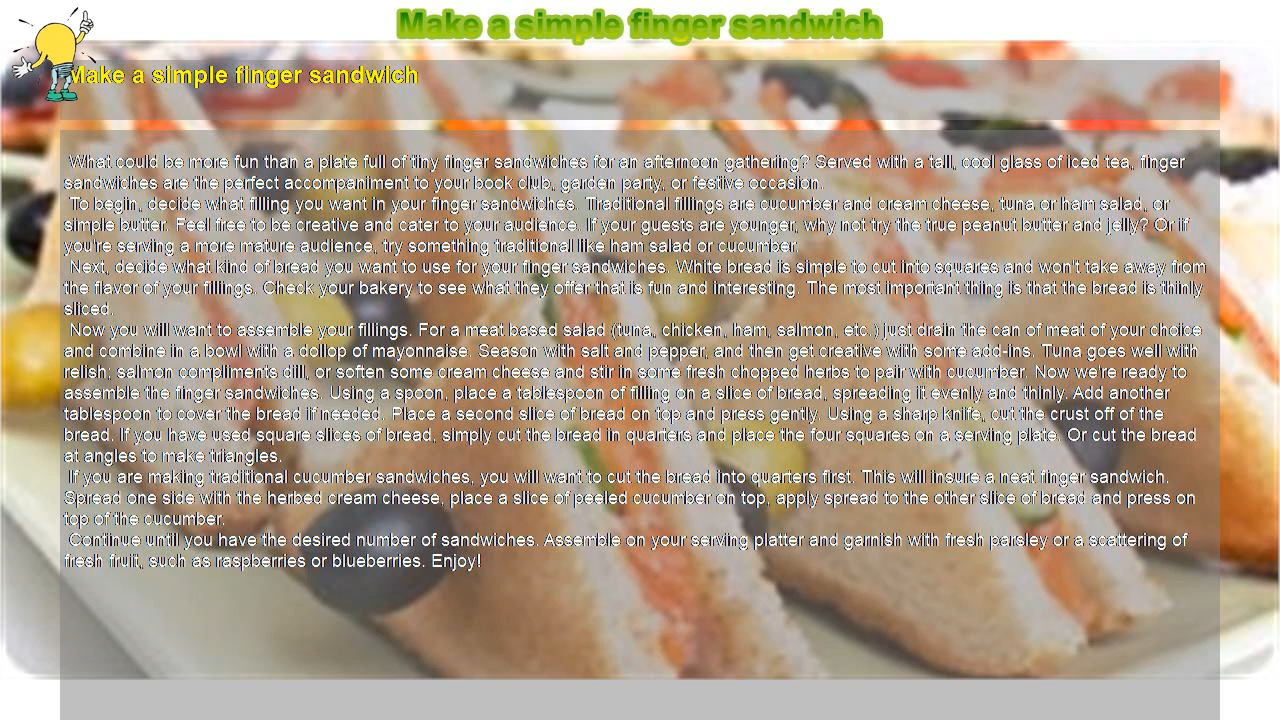 Make a simple finger sandwich
Make a simple finger sandwich
What could be more fun than a plate full of tiny finger sandwiches for an afternoon gathering? Served with a tall, cool glass of iced tea, finger
sandwiches are the perfect accompaniment to your book club, garden party, or festive occasion.
To begin, decide what filling you want in your finger sandwiches. Traditional fillings are cucumber and cream cheese, tuna or ham salad, or
simple butter. Feel free to be creative and cater to your audience. If your guests are younger, why not try the true peanut butter and jelly? Or if
you're serving a more mature audience, try something traditional like ham salad or cucumber.
Next, decide what kind of bread you want to use for your finger sandwiches. White bread is simple to cut into squares and won't take away from
the flavor of your fillings. Check your bakery to see what they offer that is fun and interesting. The most important thing is that the bread is thinly
sliced.
Now you will want to assemble your fillings. For a meat based salad (tuna, chicken, ham, salmon, etc.) just drain the can of meat of your choice
and combine in a bowl with a dollop of mayonnaise. Season with salt and pepper, and then get creative with some add-ins. Tuna goes well with
relish; salmon compliments dill, or soften some cream cheese and stir in some fresh chopped herbs to pair with cucumber. Now we're ready to
assemble the finger sandwiches. Using a spoon, place a tablespoon of filling on a slice of bread, spreading it evenly and thinly. Add another
tablespoon to cover the bread if needed. Place a second slice of bread on top and press gently. Using a sharp knife, cut the crust off of the
bread. If you have used square slices of bread, simply cut the bread in quarters and place the four squares on a serving plate. Or cut the bread
at angles to make triangles.
If you are making traditional cucumber sandwiches, you will want to cut the bread into quarters first. This will insure a neat finger sandwich.
Spread one side with the herbed cream cheese, place a slice of peeled cucumber on top, apply spread to the other slice of bread and press on
top of the cucumber.
Continue until you have the desired number of sandwiches. Assemble on your serving platter and garnish with fresh parsley or a scattering of
fresh fruit, such as raspberries or blueberries. Enjoy!